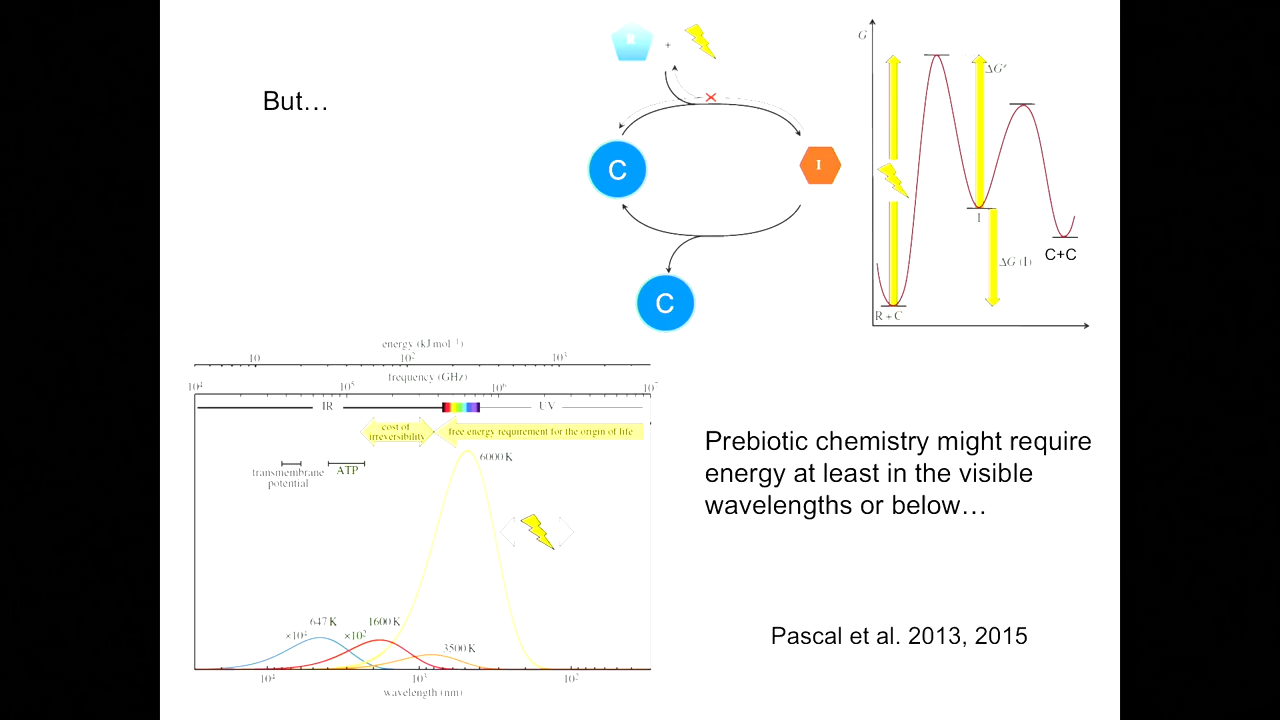 But…
R
+
C
I
C
G
ΔG≠
I
ΔG (I)
C+C
R + C
energy (kJ mol⁻¹)
10 10² 10³
frequency (GHz)
10⁴ 10⁵ 10⁶
IR UV
cost of
irreversibility
free energy requirement for the origin of life
transmembrane
potential
ATP
6000 K
647 K
1600 K
×10²
3500 K
10³ 10²
wavelength (nm)
Prebiotic chemistry might require
energy at least in the visible
wavelengths or below…
Pascal et al. 2013, 2015